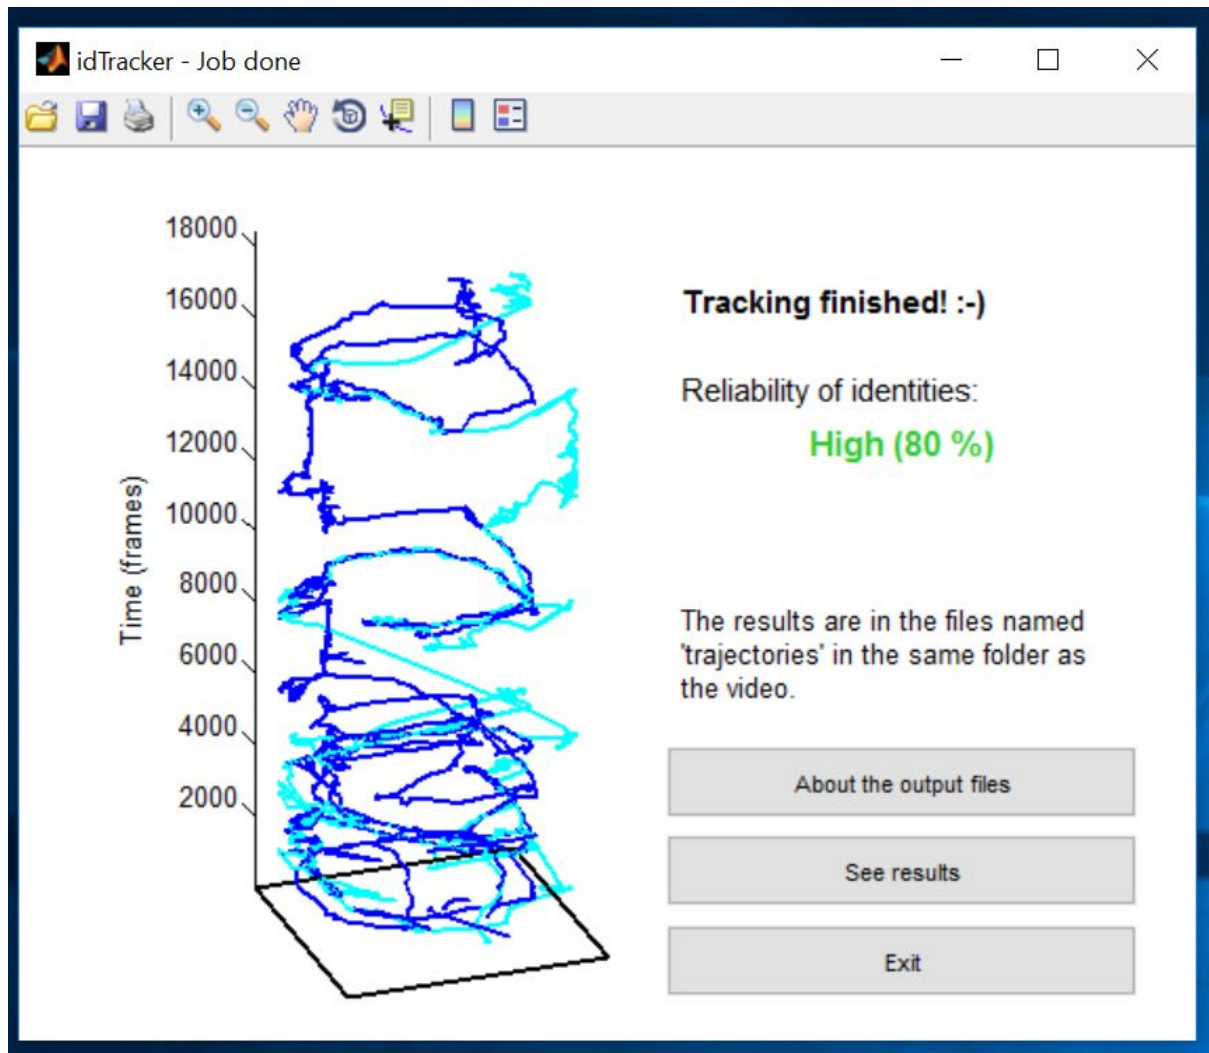 idTracker - Job done
18000
16000
14000
12000
10000
8000
6000
4000
2000
Time (frames)
Tracking finished! :-)
Reliability of identities:
High (80 %)
The results are in the files named
'trajectories' in the same folder as
the video.
About the output files
See results
Exit